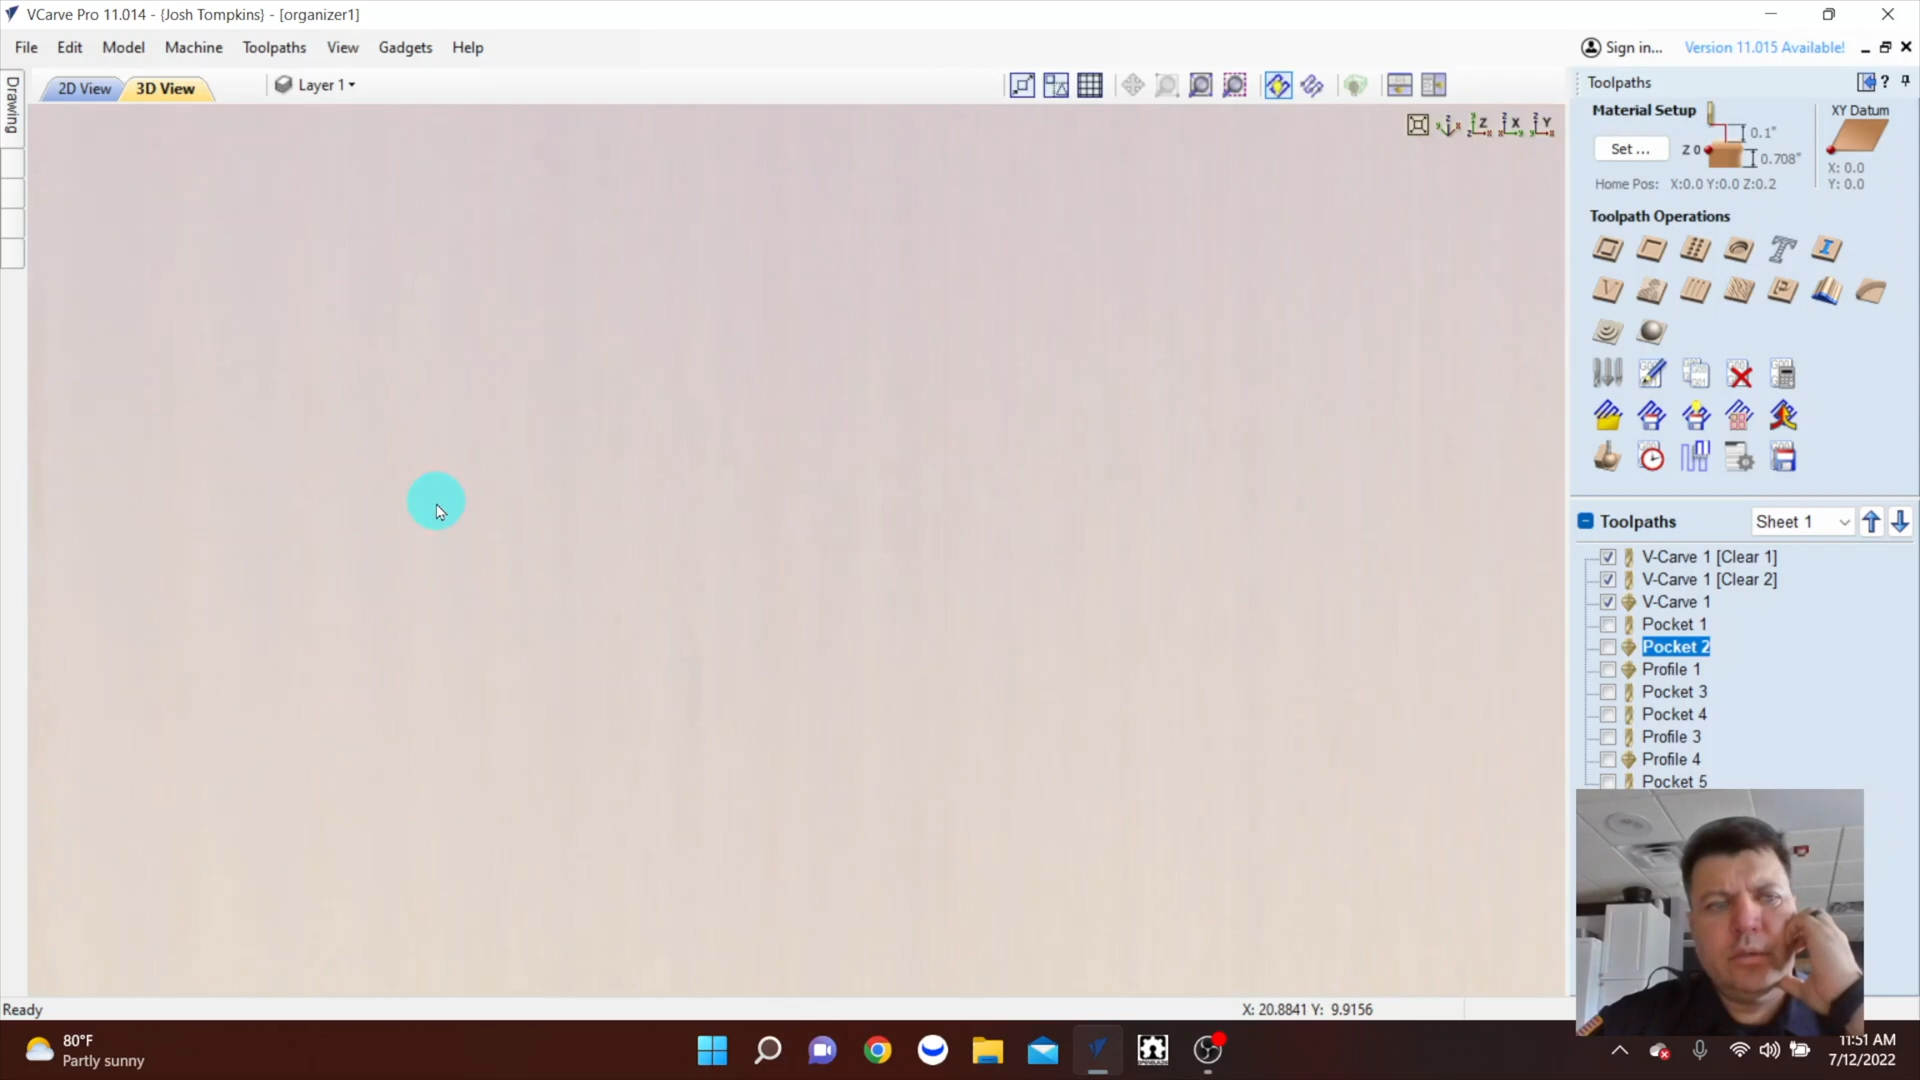 VCarve Pro 11.014 - {Josh Tompkins} - [organizer1]
File Edit Model Machine Toolpaths View Gadgets Help
Sign in... Version 11.015 Available!
Drawing
2D View 3D View Layer 1
Toolpaths
Material Setup
XY Datum
Set ...
Z 0
0.1"
0.708"
X: 0.0
Y: 0.0
Home Pos: X:0.0 Y:0.0 Z:0.2
Toolpath Operations
Toolpaths Sheet 1
V-Carve 1 [Clear 1]
V-Carve 1 [Clear 2]
V-Carve 1
Pocket 1
Pocket 2
Profile 1
Pocket 3
Pocket 4
Profile 3
Profile 4
Pocket 5
Ready
X: 20.8841 Y: 9.9156
80°F
Partly sunny
11:51 AM
7/12/2022